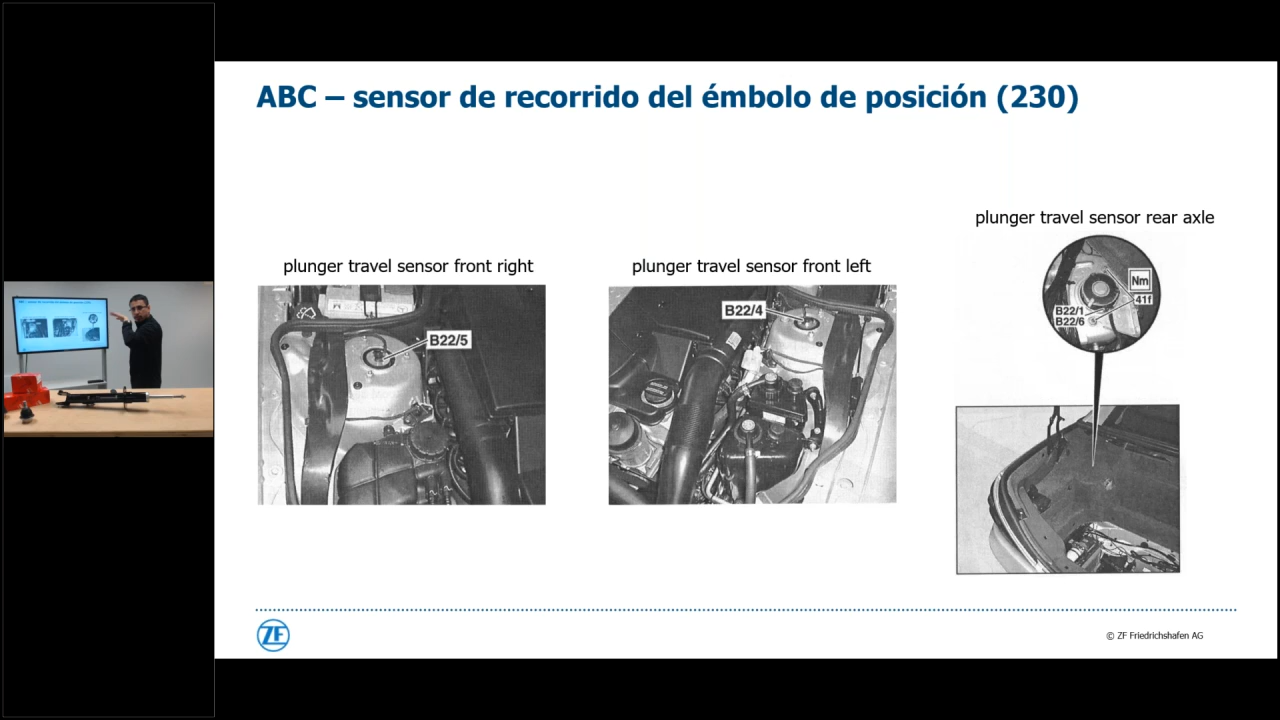 ABC – sensor de recorrido del émbolo de posición (230)
plunger travel sensor front right
B22/5
plunger travel sensor front left
B22/4
plunger travel sensor rear axle
Nm
41f
B22/1
B22/6
ZF
© ZF Friedrichshafen AG